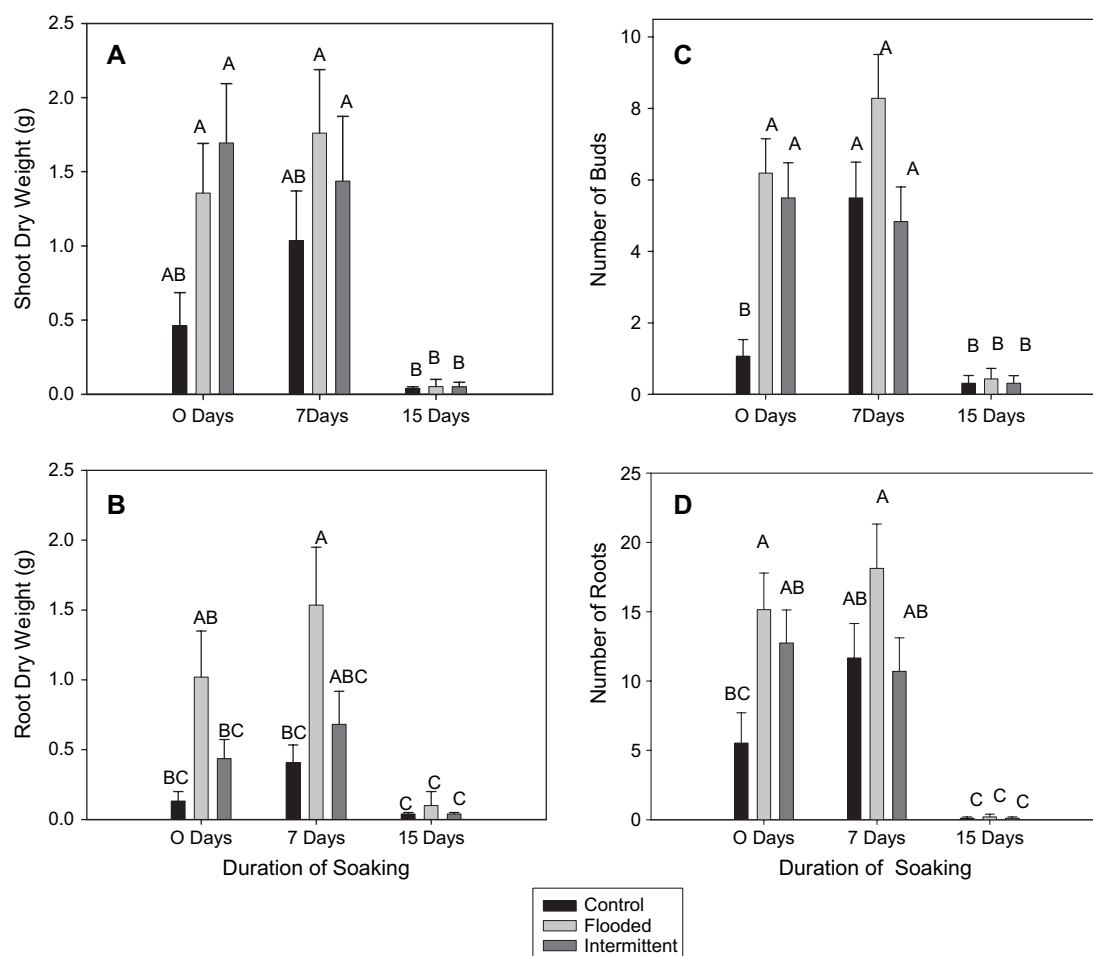 A
Shoot Dry Weight (g)
2.5
2.0
1.5
1.0
0.5
0.0
AB A A
AB A A
B B B
O Days 7Days 15 Days
C
Number of Buds
10
8
6
4
2
0
B A A
A A A
B B B
O Days 7Days 15 Days
B
Root Dry Weight (g)
2.5
2.0
1.5
1.0
0.5
0.0
BC AB BC
BC A ABC
C C C
O Days 7 Days 15 Days
Duration of Soaking
D
Number of Roots
25
20
15
10
5
0
BC A AB
AB A AB
C C C
O Days 7 Days 15 Days
Duration of Soaking
Control
Flooded
Intermittent